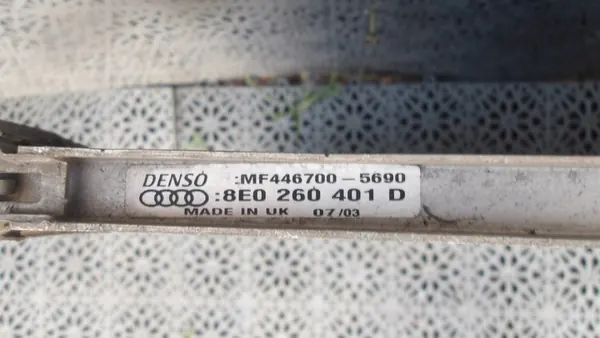 DENSO :MF446700-5690
:8E0 260 401 D
MADE IN UK 07/03